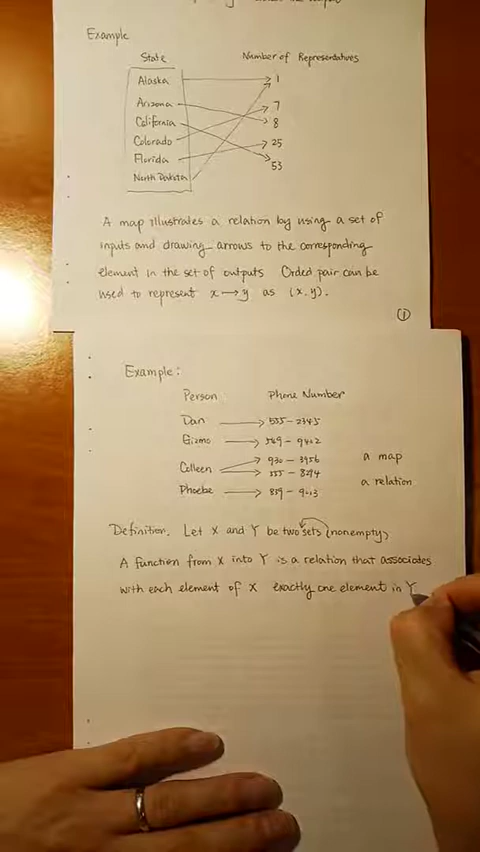 Example
State Number of Representatives
Alaska 1
Arizona 7
California 8
Colorado 25
Florida 53
North Dakota
A map illustrates a relation by using a set of
inputs and drawing arrows to the corresponding
element in the set of outputs Orded pair can be
used to represent x → y as (x, y).
1
Example:
Person Phone Number
Dan → 555-2345
Gizmo → 549-9402
Colleen 930-3956 a map
555-8294 a relation
Phoebe → 839-9013
Definition. Let X and Y be two sets (nonempty)
A function from X into Y is a relation that associates
with each element of X exactly one element in Y